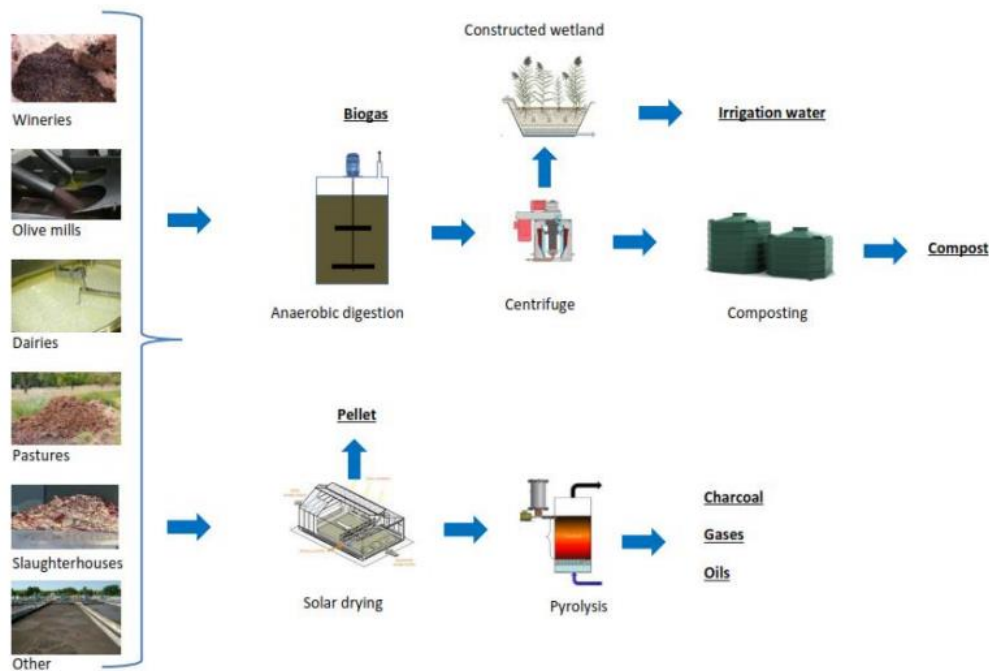 Wineries
Olive mills
Dairies
Pastures
Slaughterhouses
Other
Biogas
Anaerobic digestion
Constructed wetland
Irrigation water
Centrifuge
Composting
Compost
Pellet
Solar drying
Pyrolysis
Charcoal
Gases
Oils